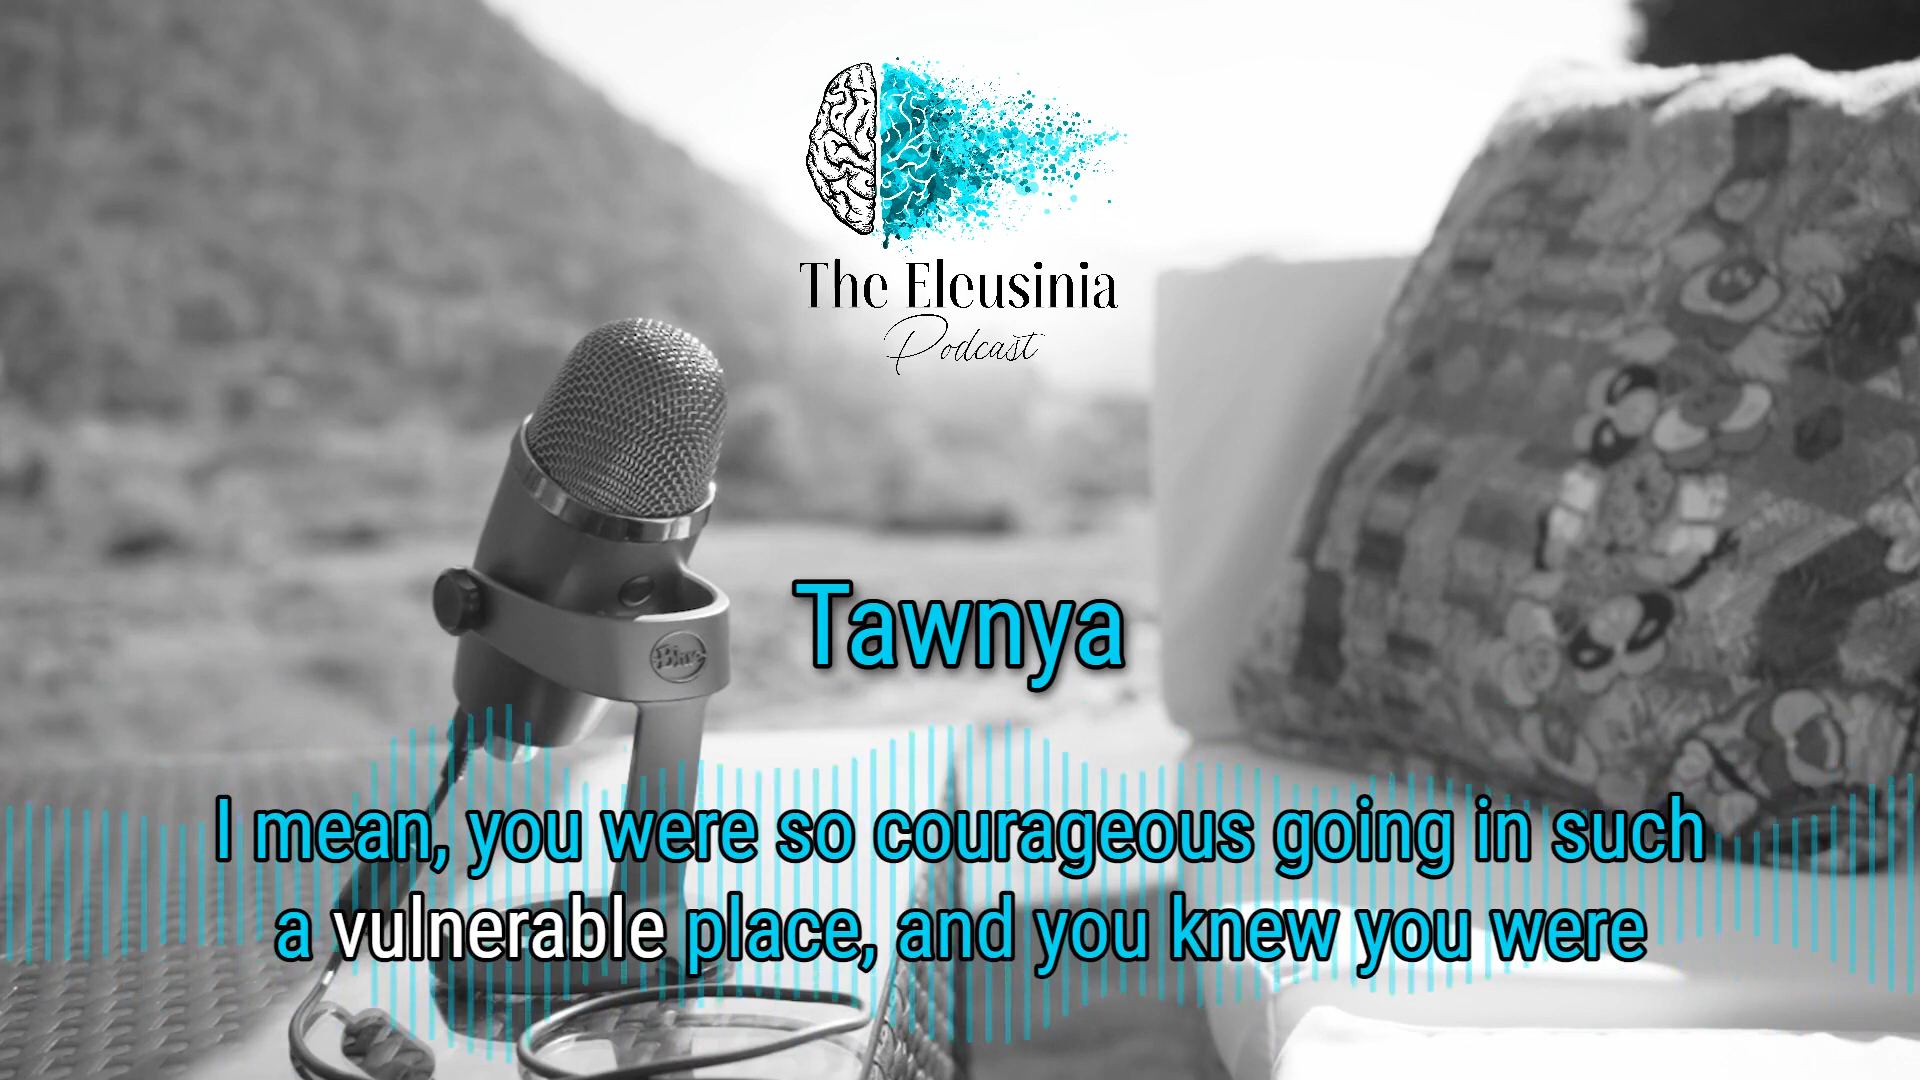 The Eleusinia
Podcast
Blue
Tawnya
I mean, you were so courageous going in such
a vulnerable place, and you knew you were